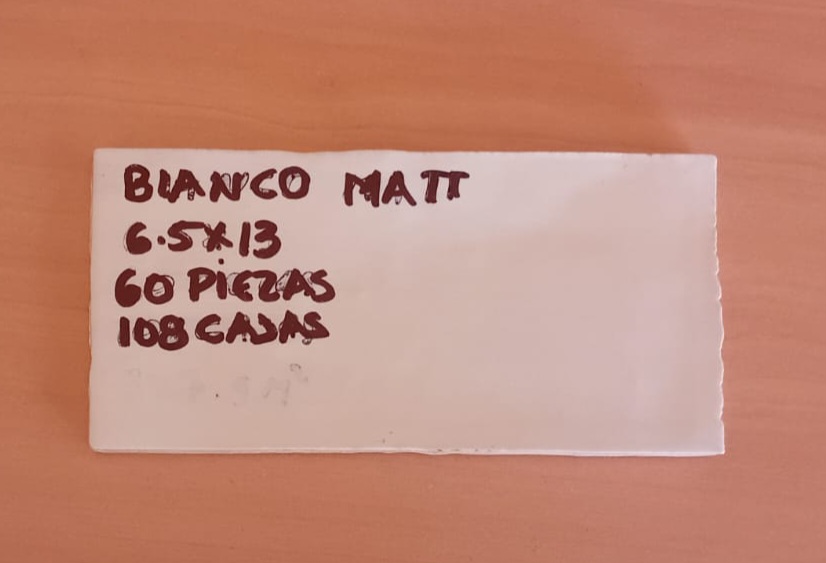 BIANCO MATT
6.5X13
60 PiEZAS
108 CAJAS